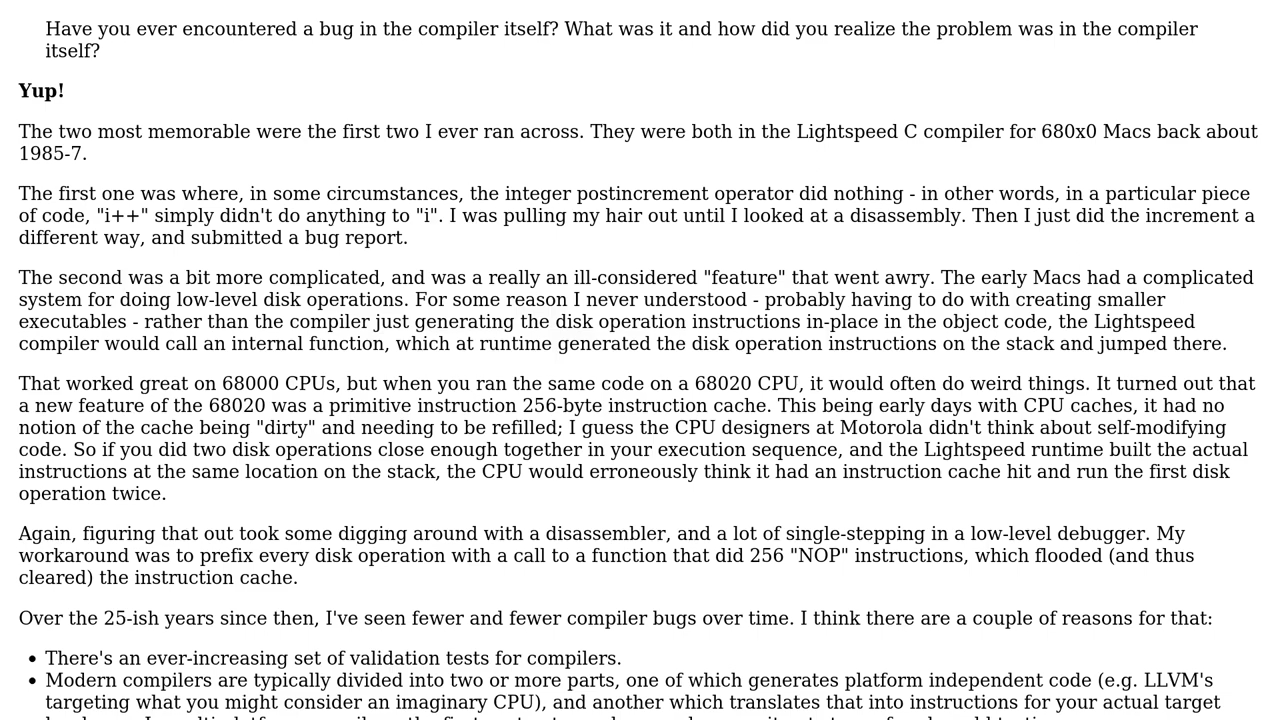 Have you ever encountered a bug in the compiler itself? What was it and how did you realize the problem was in the compiler
itself?
Yup!
The two most memorable were the first two I ever ran across. They were both in the Lightspeed C compiler for 680x0 Macs back about
1985-7.
The first one was where, in some circumstances, the integer postincrement operator did nothing - in other words, in a particular piece
of code, "i++" simply didn't do anything to "i". I was pulling my hair out until I looked at a disassembly. Then I just did the increment a
different way, and submitted a bug report.
The second was a bit more complicated, and was a really an ill-considered "feature" that went awry. The early Macs had a complicated
system for doing low-level disk operations. For some reason I never understood - probably having to do with creating smaller
executables - rather than the compiler just generating the disk operation instructions in-place in the object code, the Lightspeed
compiler would call an internal function, which at runtime generated the disk operation instructions on the stack and jumped there.
That worked great on 68000 CPUs, but when you ran the same code on a 68020 CPU, it would often do weird things. It turned out that
a new feature of the 68020 was a primitive instruction 256-byte instruction cache. This being early days with CPU caches, it had no
notion of the cache being "dirty" and needing to be refilled; I guess the CPU designers at Motorola didn't think about self-modifying
code. So if you did two disk operations close enough together in your execution sequence, and the Lightspeed runtime built the actual
instructions at the same location on the stack, the CPU would erroneously think it had an instruction cache hit and run the first disk
operation twice.
Again, figuring that out took some digging around with a disassembler, and a lot of single-stepping in a low-level debugger. My
workaround was to prefix every disk operation with a call to a function that did 256 "NOP" instructions, which flooded (and thus
cleared) the instruction cache.
Over the 25-ish years since then, I've seen fewer and fewer compiler bugs over time. I think there are a couple of reasons for that:
• There's an ever-increasing set of validation tests for compilers.
• Modern compilers are typically divided into two or more parts, one of which generates platform independent code (e.g. LLVM's
targeting what you might consider an imaginary CPU), and another which translates that into instructions for your actual target